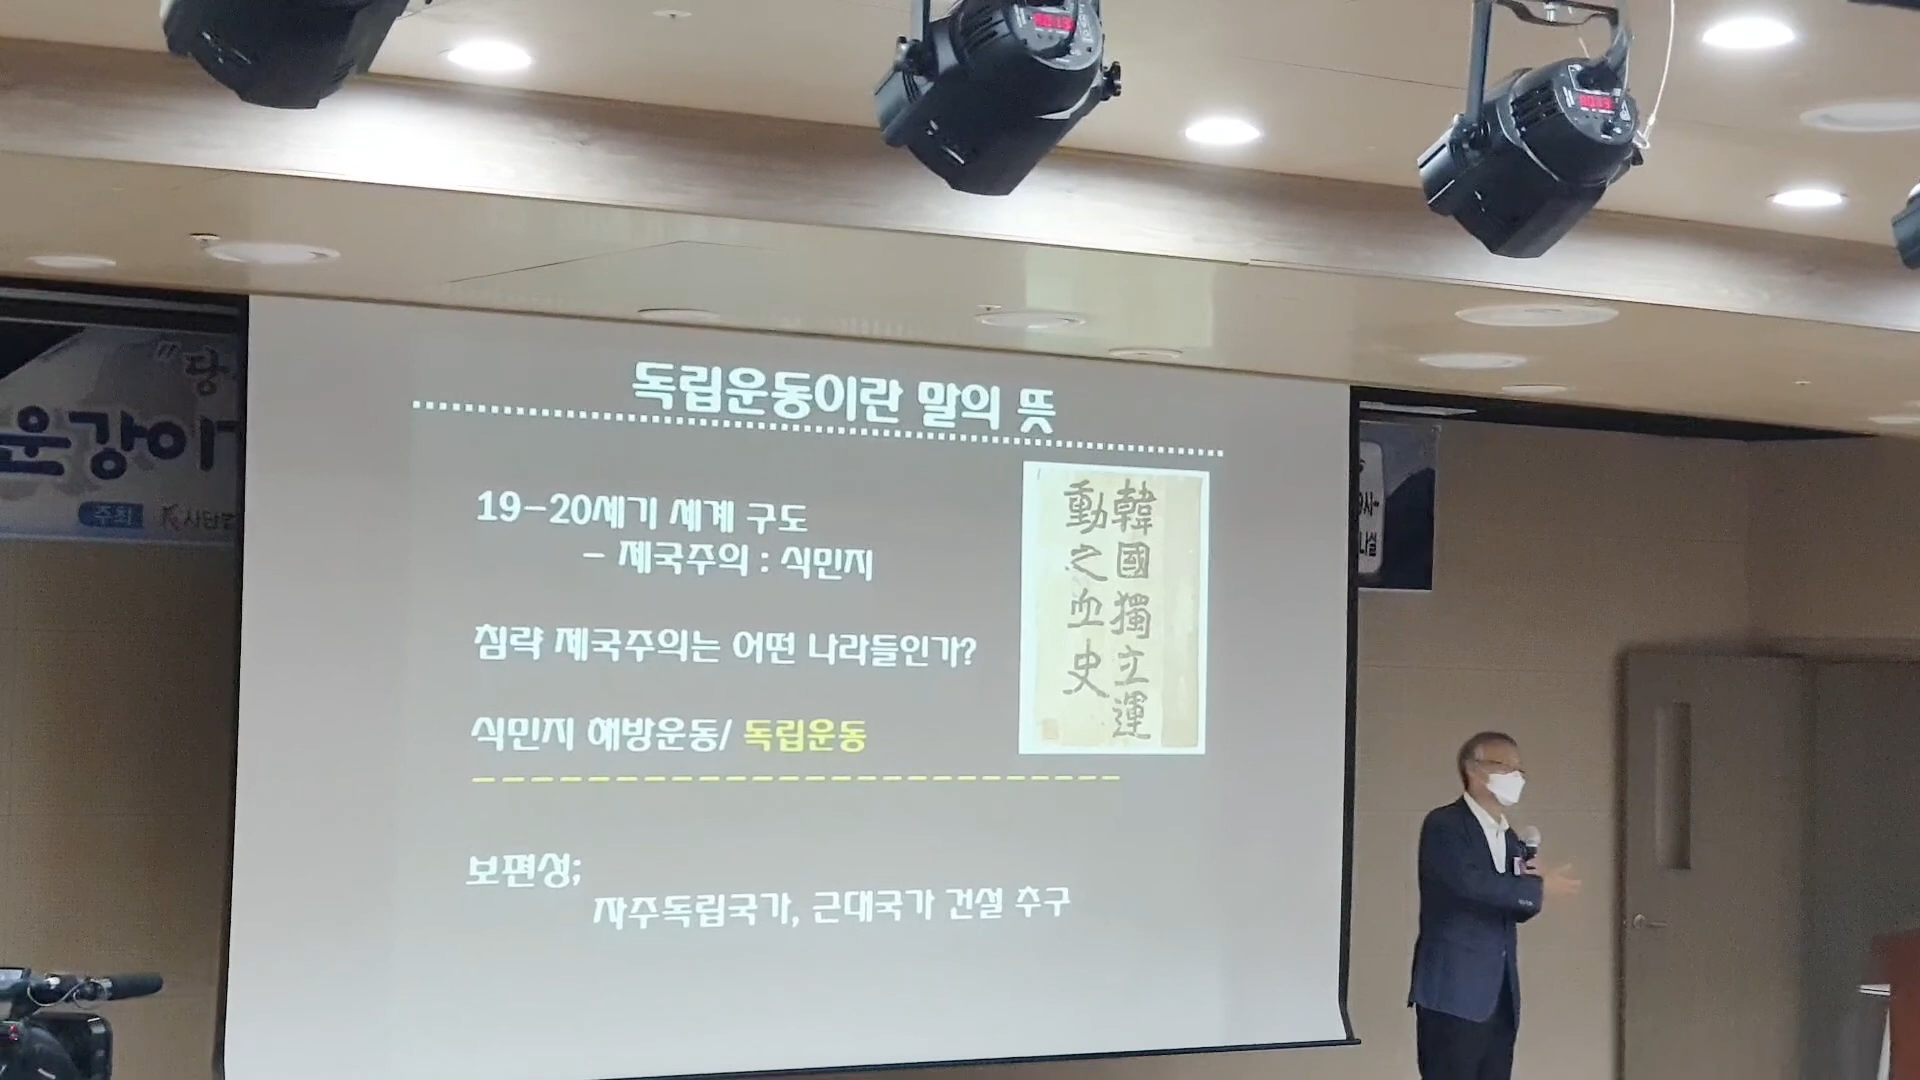 독립운동이란 말의 뜻
19-20세기 세계 구도
- 제국주의 : 식민지
침략 제국주의는 어떤 나라들인가?
식민지 해방운동/ 독립운동
보편성;
자주독립국가, 근대국가 건설 추구
韓國獨立運
動之血史
"당
운강이
주최
사단법